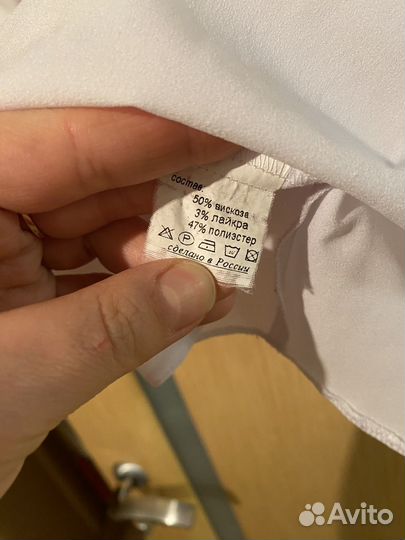 состав
50% вискоза
3% лайкра
47% полиэстер
сделано в России
Avito